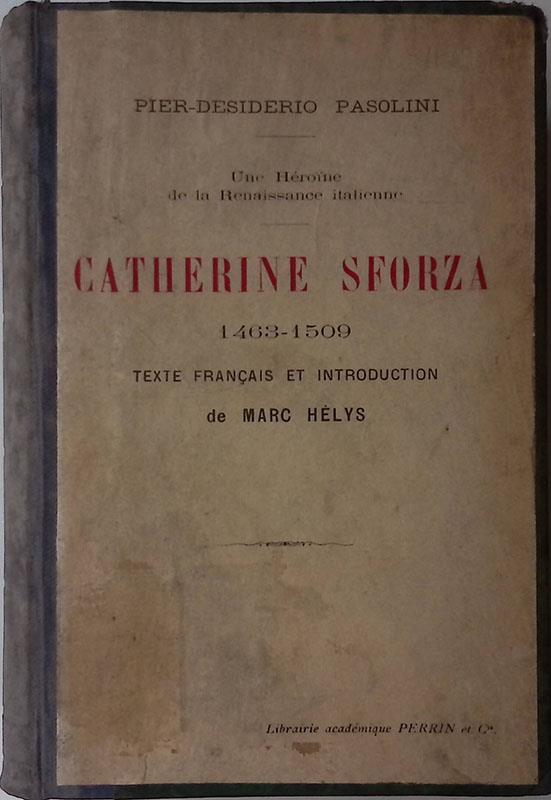 PIER-DESIDERIO PASOLINI
Une Héroïne
de la Renaissance italienne
CATHERINE SFORZA
1463-1509
TEXTE FRANÇAIS ET INTRODUCTION
de MARC HÉLYS
Librairie académique PERRIN et Cie.